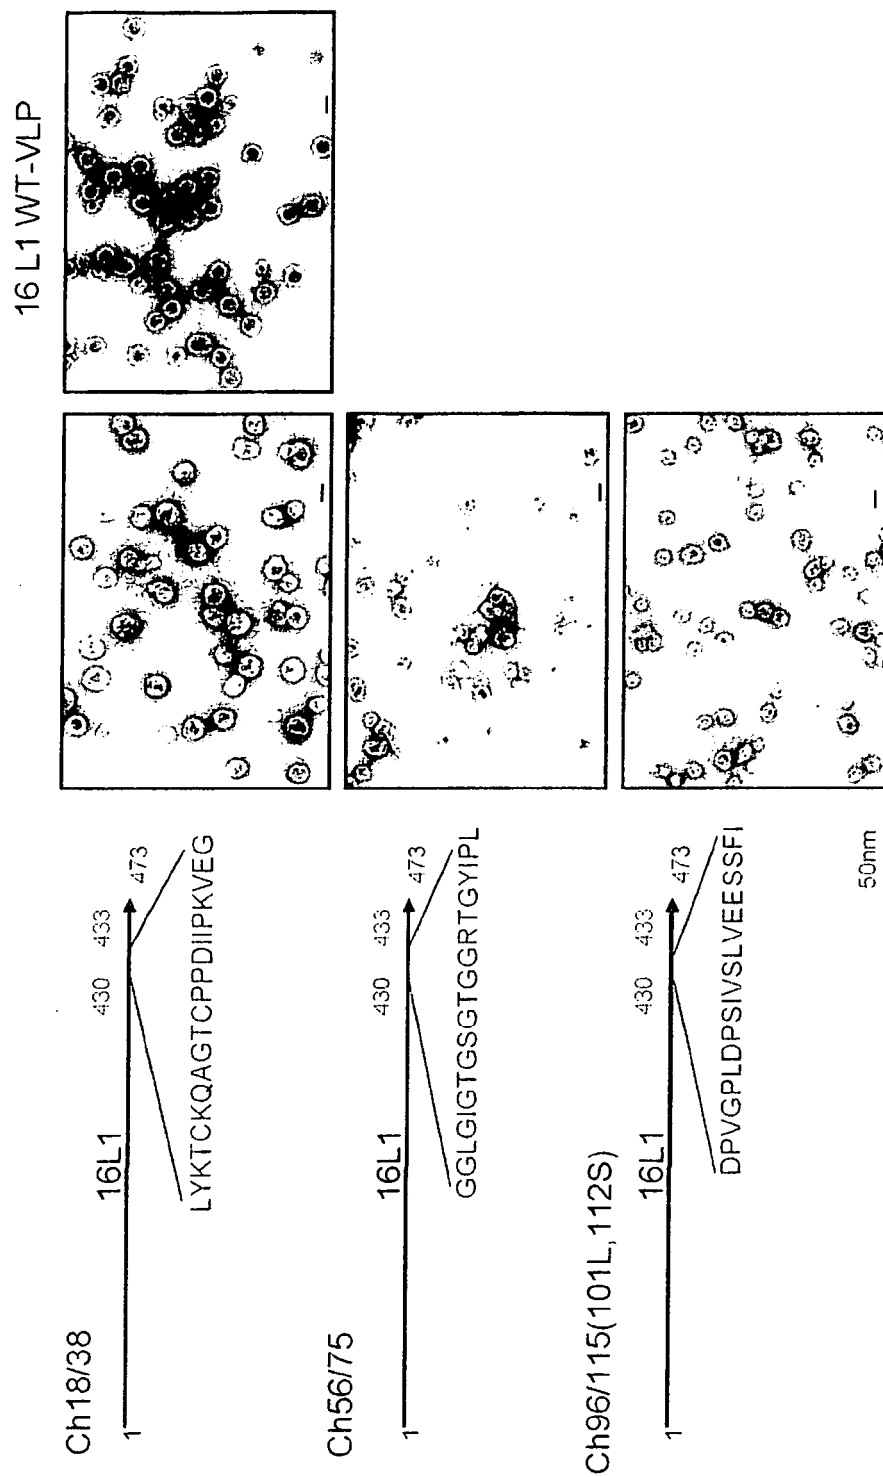 16 L1 WT-VLP
Ch18/38
16L1
1
430
433
473
LYKTCKQAGTCPPDIIPKVEG
Ch56/75
16L1
1
430
433
473
GGLGIGTGSGTGGRTGYIPL
Ch96/115(101L,112S)
16L1
1
430
433
473
DPVGPLDPSIVSLVEESSFI
50nm